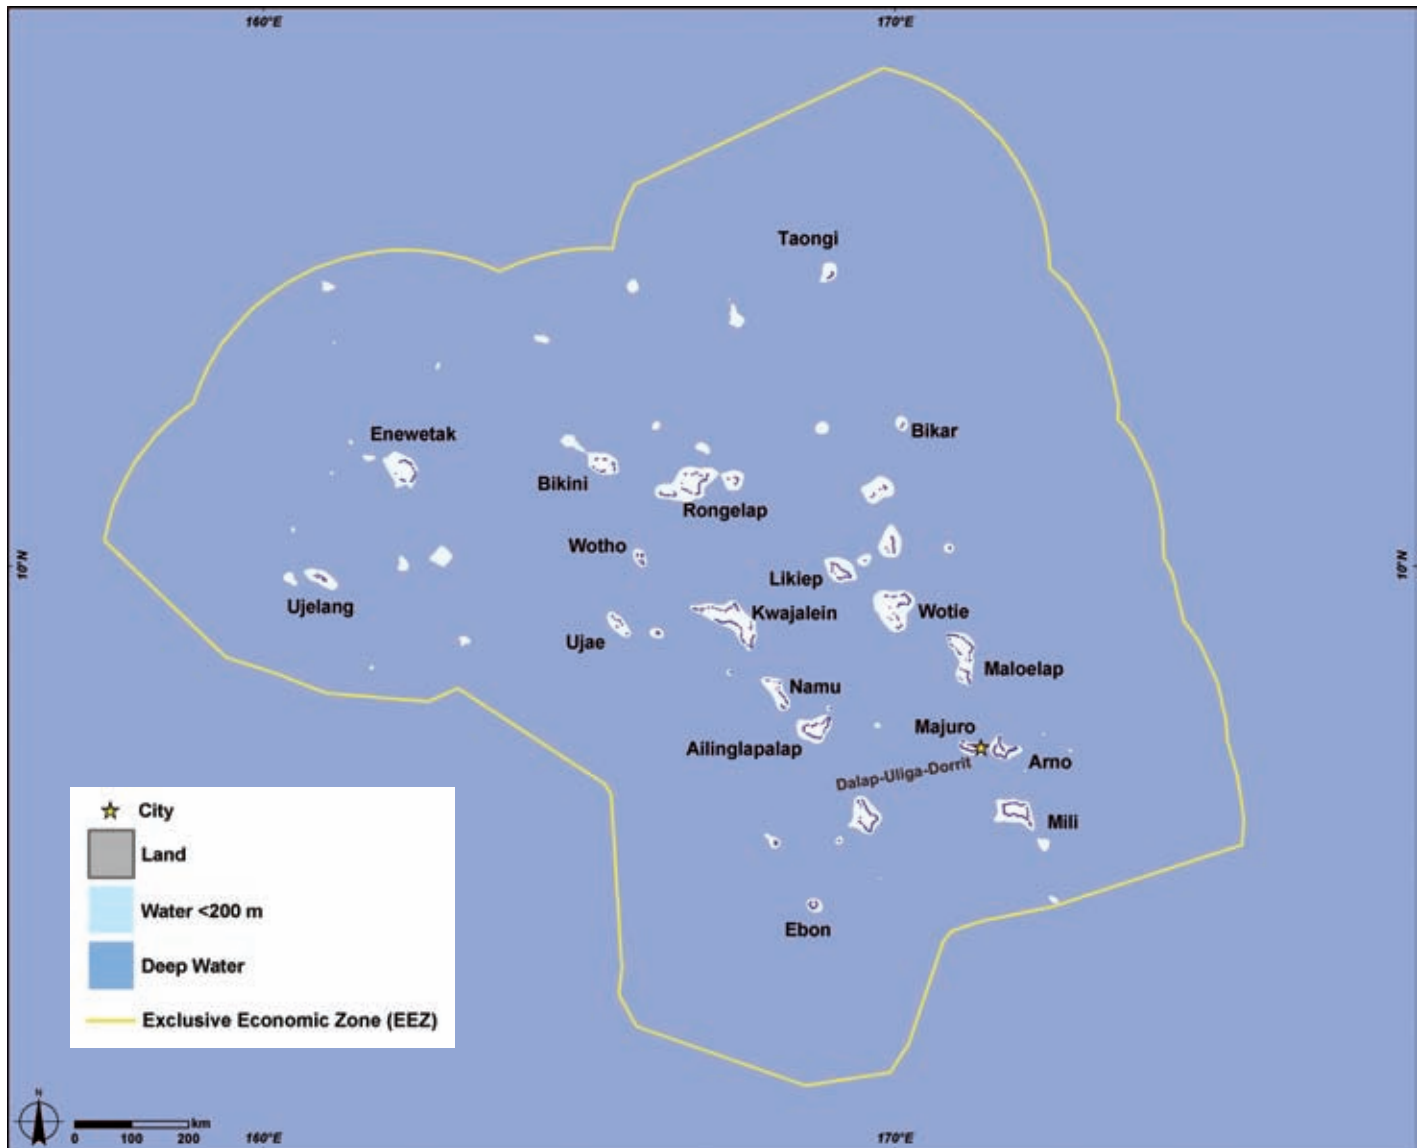 160°E
170°E
Taongi
Enewetak
Bikar
Bikini
Rongelap
Wotho
10°N
10°N
Likiep
Ujelang
Kwajalein
Wotje
Ujae
Maloelap
Namu
Majuro
Ailinglapalap
Arno
Dalap-Uliga-Dorrit
Mili
Ebon
City
Land
Water <200 m
Deep Water
Exclusive Economic Zone (EEZ)
N
km
0 100 200
160°E
170°E